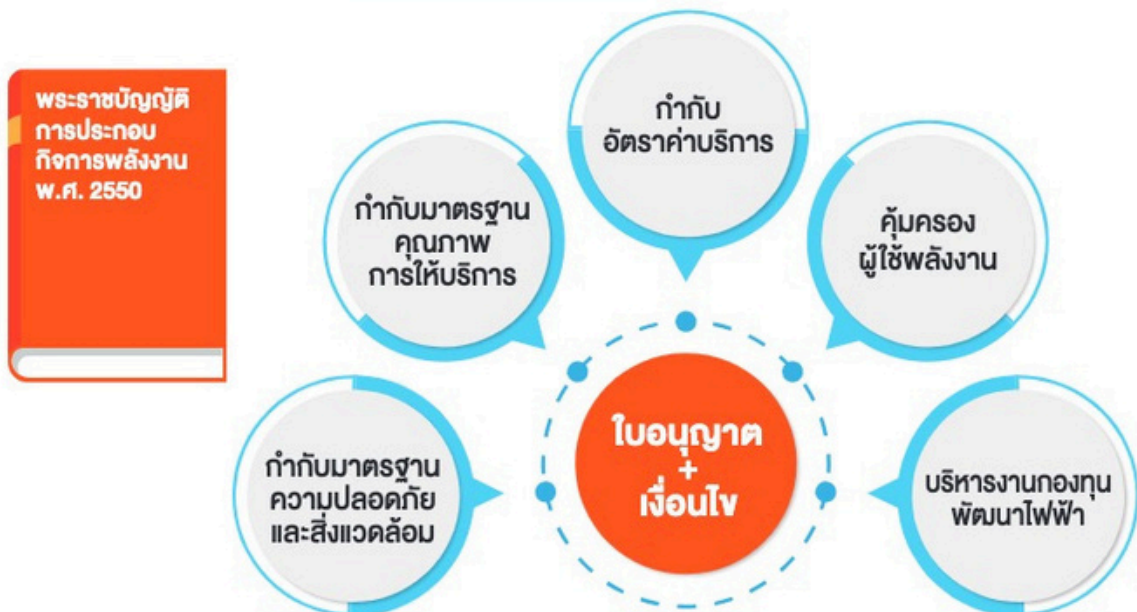 พระราชบัญญัติ
การประกอบ
กิจการพลังงาน
พ.ศ. 2550
กำกับ
อัตราค่าบริการ
กำกับมาตรฐาน
คุณภาพ
การให้บริการ
คุ้มครอง
ผู้ใช้พลังงาน
กำกับมาตรฐาน
ความปลอดภัย
และสิ่งแวดล้อม
ใบอนุญาต
+
เงื่อนไข
บริหารงานกองทุน
พัฒนาไฟฟ้า